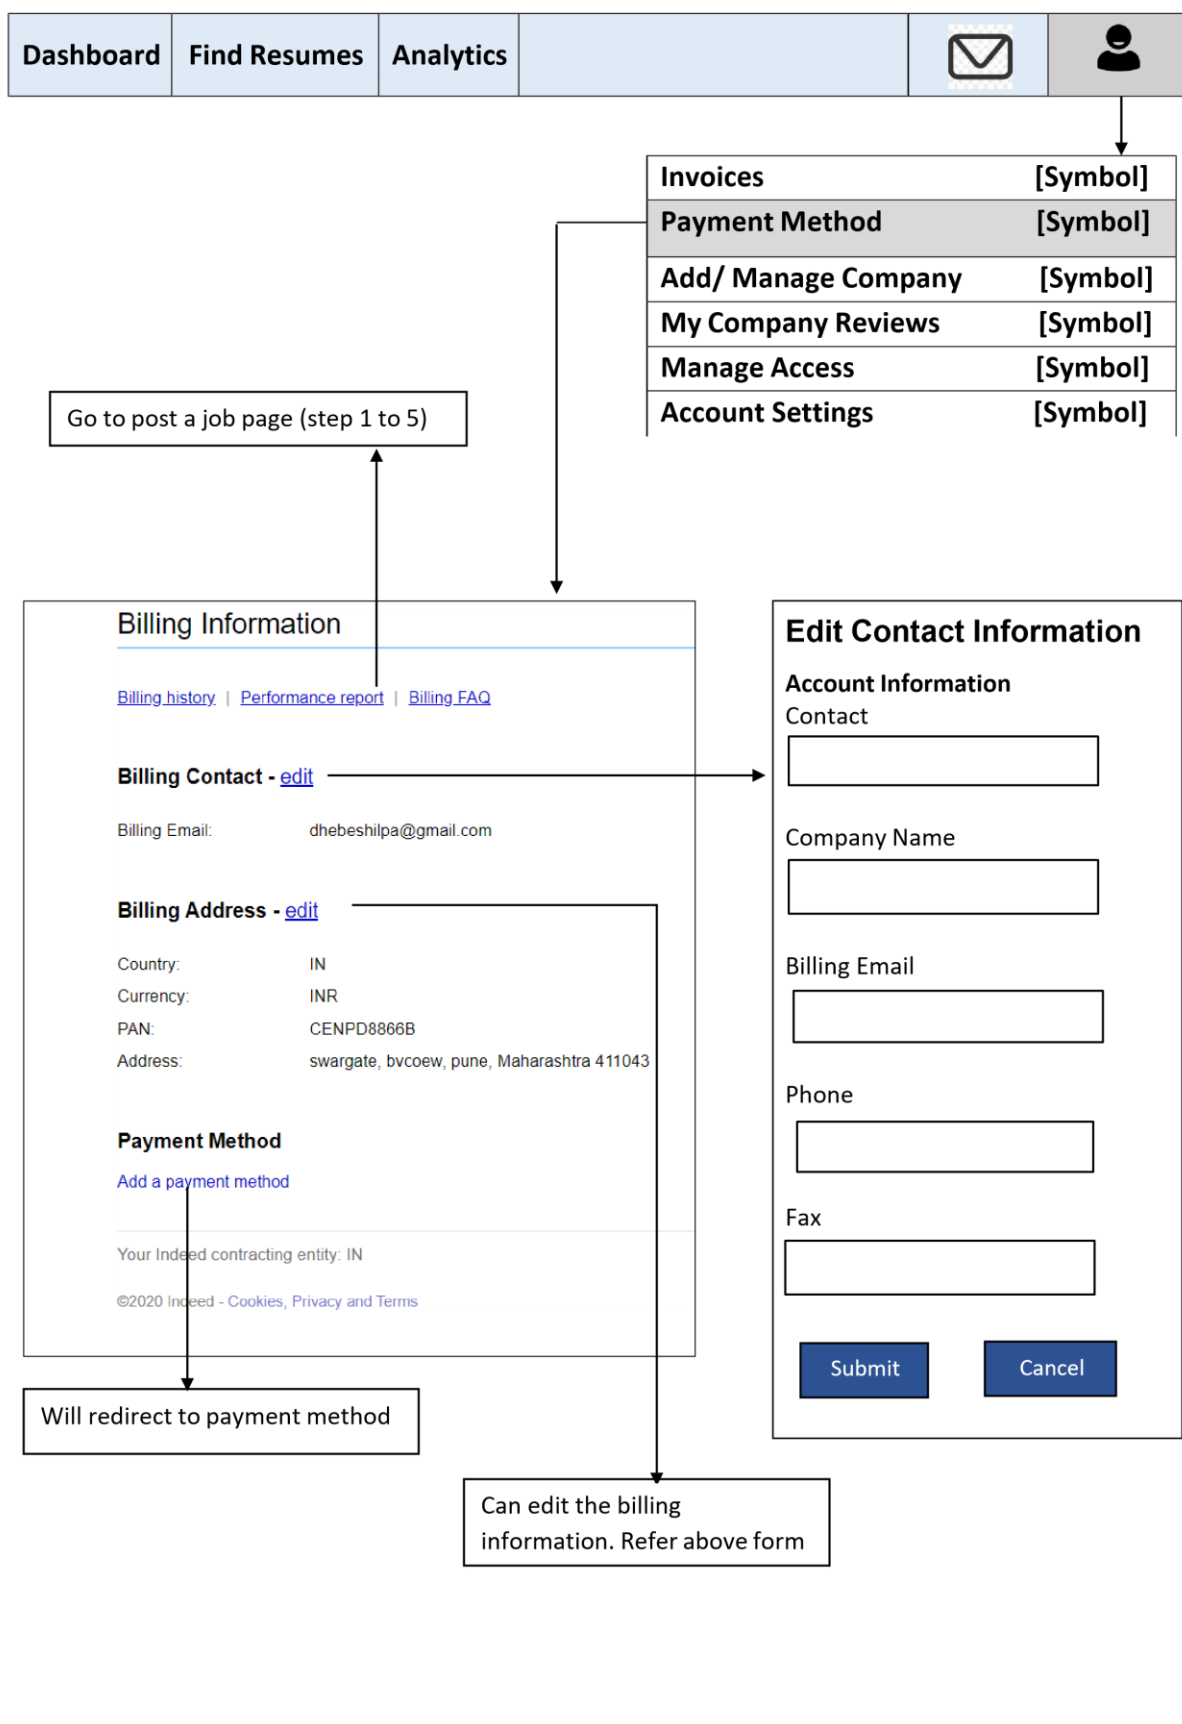 Dashboard Find Resumes Analytics
Invoices [Symbol]
Payment Method [Symbol]
Add/ Manage Company [Symbol]
My Company Reviews [Symbol]
Manage Access [Symbol]
Account Settings [Symbol]
Go to post a job page (step 1 to 5)
Billing Information
Billing history | Performance report | Billing FAQ
Billing Contact - edit
Billing Email: dhebeshilpa@gmail.com
Billing Address - edit
Country: IN
Currency: INR
PAN: CENPD8866B
Address: swargate, bvcoew, pune, Maharashtra 411043
Payment Method
Add a payment method
Your Indeed contracting entity: IN
©2020 Indeed - Cookies, Privacy and Terms
Edit Contact Information
Account Information
Contact
Company Name
Billing Email
Phone
Fax
Submit Cancel
Will redirect to payment method
Can edit the billing
information. Refer above form